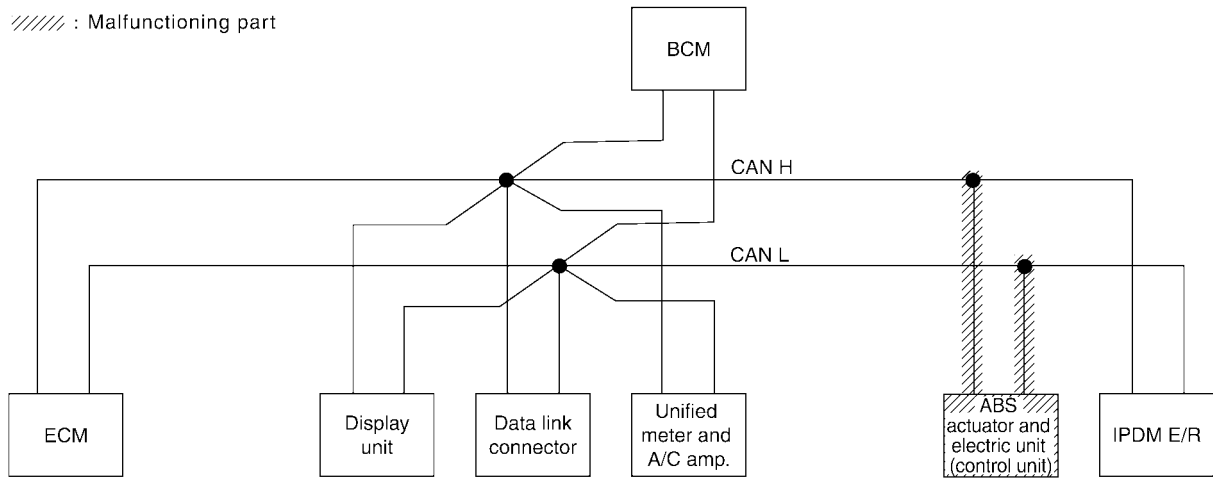 : Malfunctioning part
BCM
CAN H
CAN L
ECM
Display
unit
Data link
connector
Unified
meter and
A/C amp.
ABS
actuator and
electric unit
(control unit)
IPDM E/R